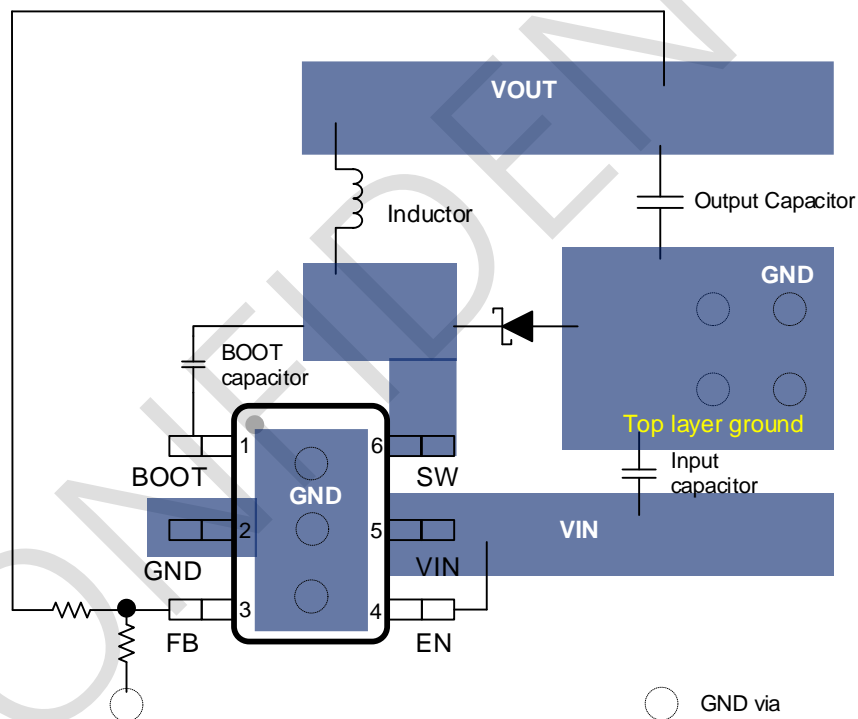 VOUT
Output Capacitor
Inductor
GND
BOOT
capacitor
Top layer ground
1
6
BOOT
SW
Input
capacitor
GND
2
5
VIN
GND
VIN
3
4
FB
EN
GND via
ONFIDEN